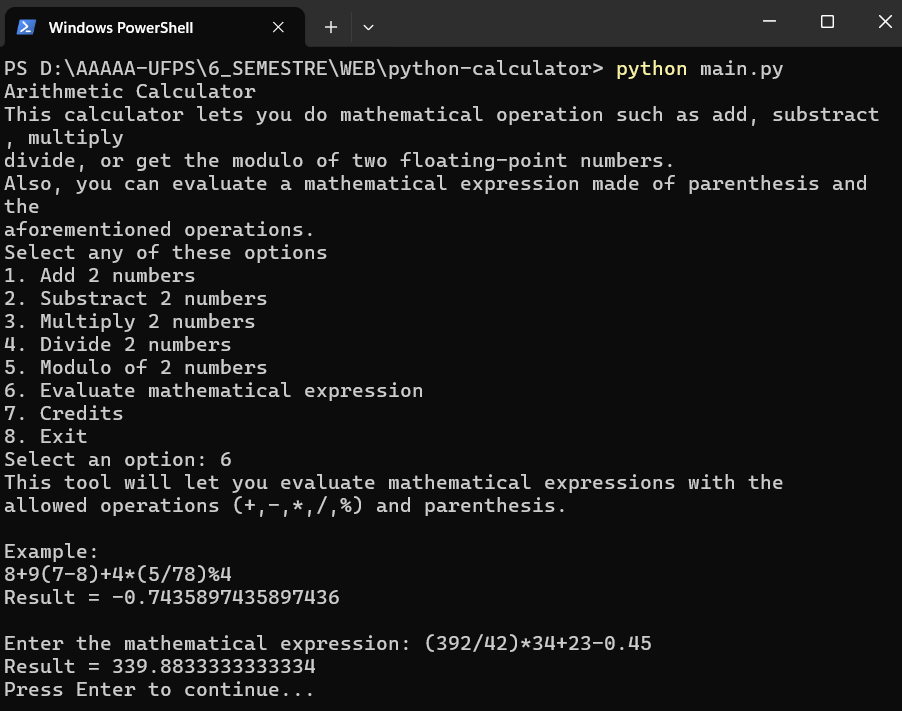 Windows PowerShell
PS D:\AAAAA-UFPS\6_SEMESTRE\WEB\python-calculator> python main.py
Arithmetic Calculator
This calculator lets you do mathematical operation such as add, substract
, multiply
divide, or get the modulo of two floating-point numbers.
Also, you can evaluate a mathematical expression made of parenthesis and
the
aforementioned operations.
Select any of these options
1. Add 2 numbers
2. Substract 2 numbers
3. Multiply 2 numbers
4. Divide 2 numbers
5. Modulo of 2 numbers
6. Evaluate mathematical expression
7. Credits
8. Exit
Select an option: 6
This tool will let you evaluate mathematical expressions with the
allowed operations (+,-,*,/,%) and parenthesis.
Example:
8+9(7-8)+4*(5/78)%4
Result = -0.7435897435897436
Enter the mathematical expression: (392/42)*34+23-0.45
Result = 339.8833333333334
Press Enter to continue...